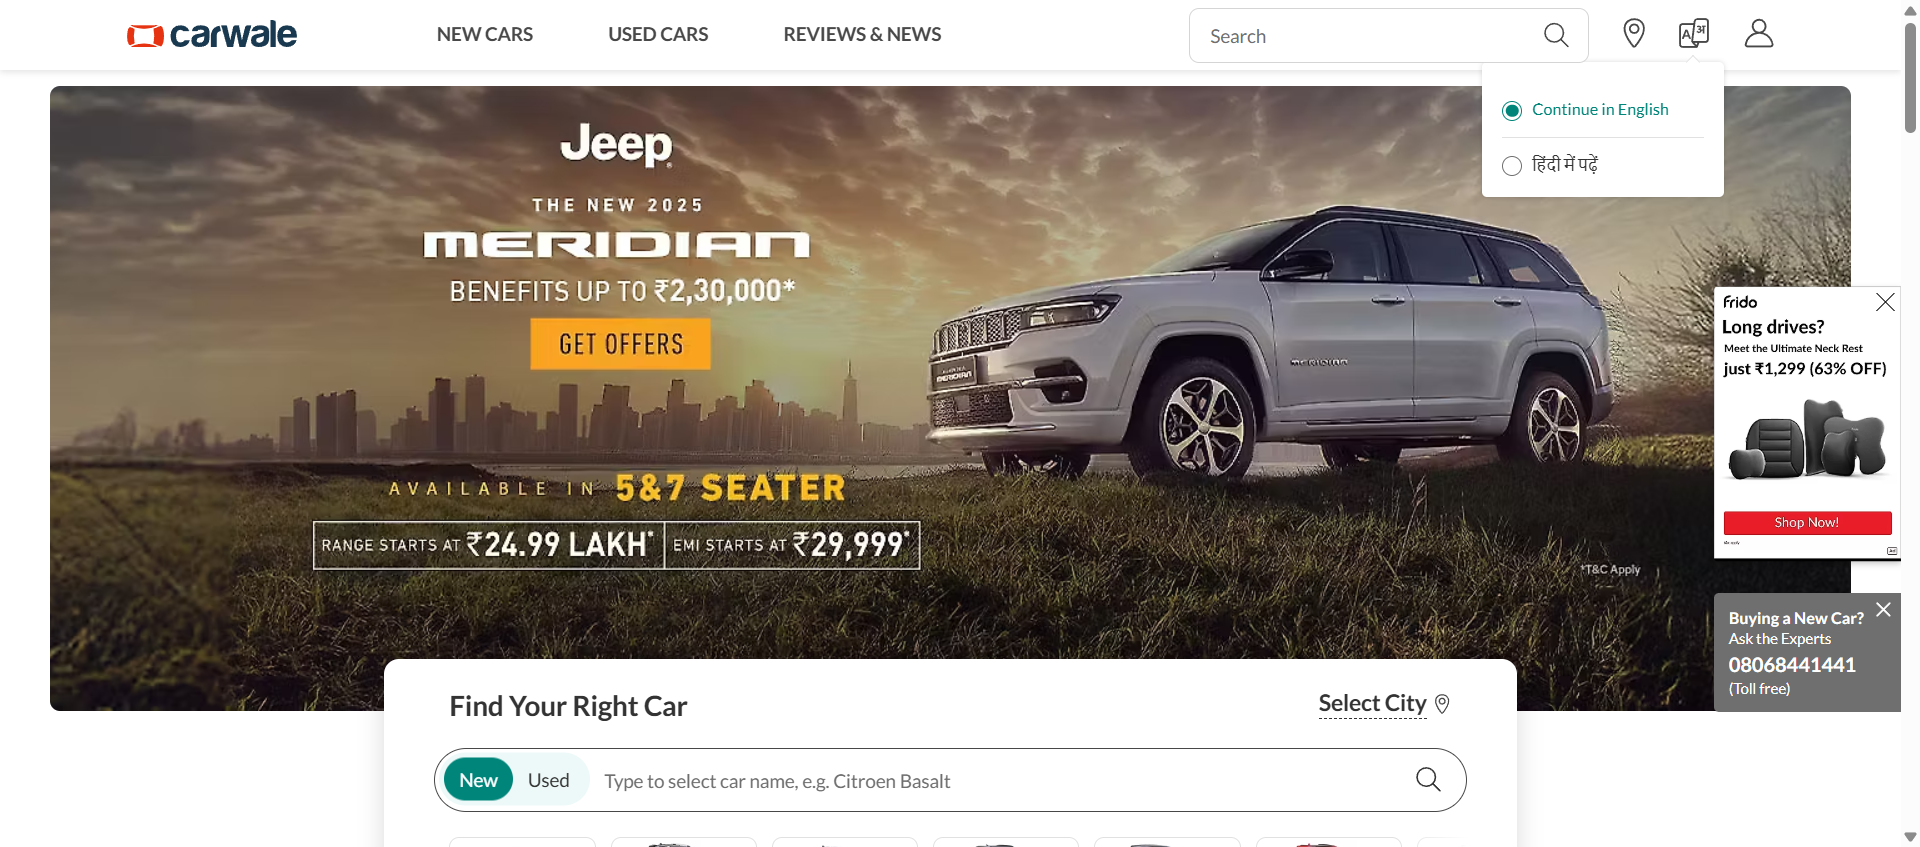 carwale
NEW CARS
USED CARS
REVIEWS & NEWS
Search
Continue in English
हिंदी में पढ़ें
Jeep
THE NEW 2025
MERIDIAN
BENEFITS UP TO ₹2,30,000*
GET OFFERS
MERIDIAN
MERIDIAN
AVAILABLE IN 5&7 SEATER
RANGE STARTS AT ₹24.99 LAKH*
EMI STARTS AT ₹29,999*
*T&C Apply
frido
Long drives?
Meet the Ultimate Neck Rest
just ₹1,299 (63% OFF)
Shop Now!
Buying a New Car?
Ask the Experts
08068441441
(Toll free)
Find Your Right Car
Select City
New
Used
Type to select car name, e.g. Citroen Basalt